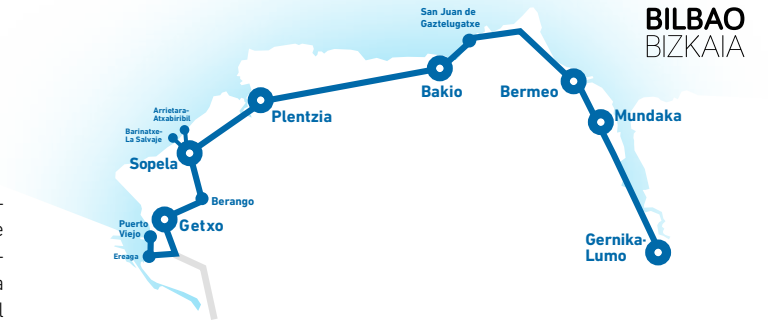 BILBAO
BIZKAIA
San Juan de
Gaztelugatxe
Bakio
Bermeo
Mundaka
Plentzia
Arrietara-
Atxabiribil
Barinatxe-
La Salvaje
Sopela
Berango
Getxo
Puerto
Viejo
Ereaga
Gernika-
Lumo
-
e
-
a
l